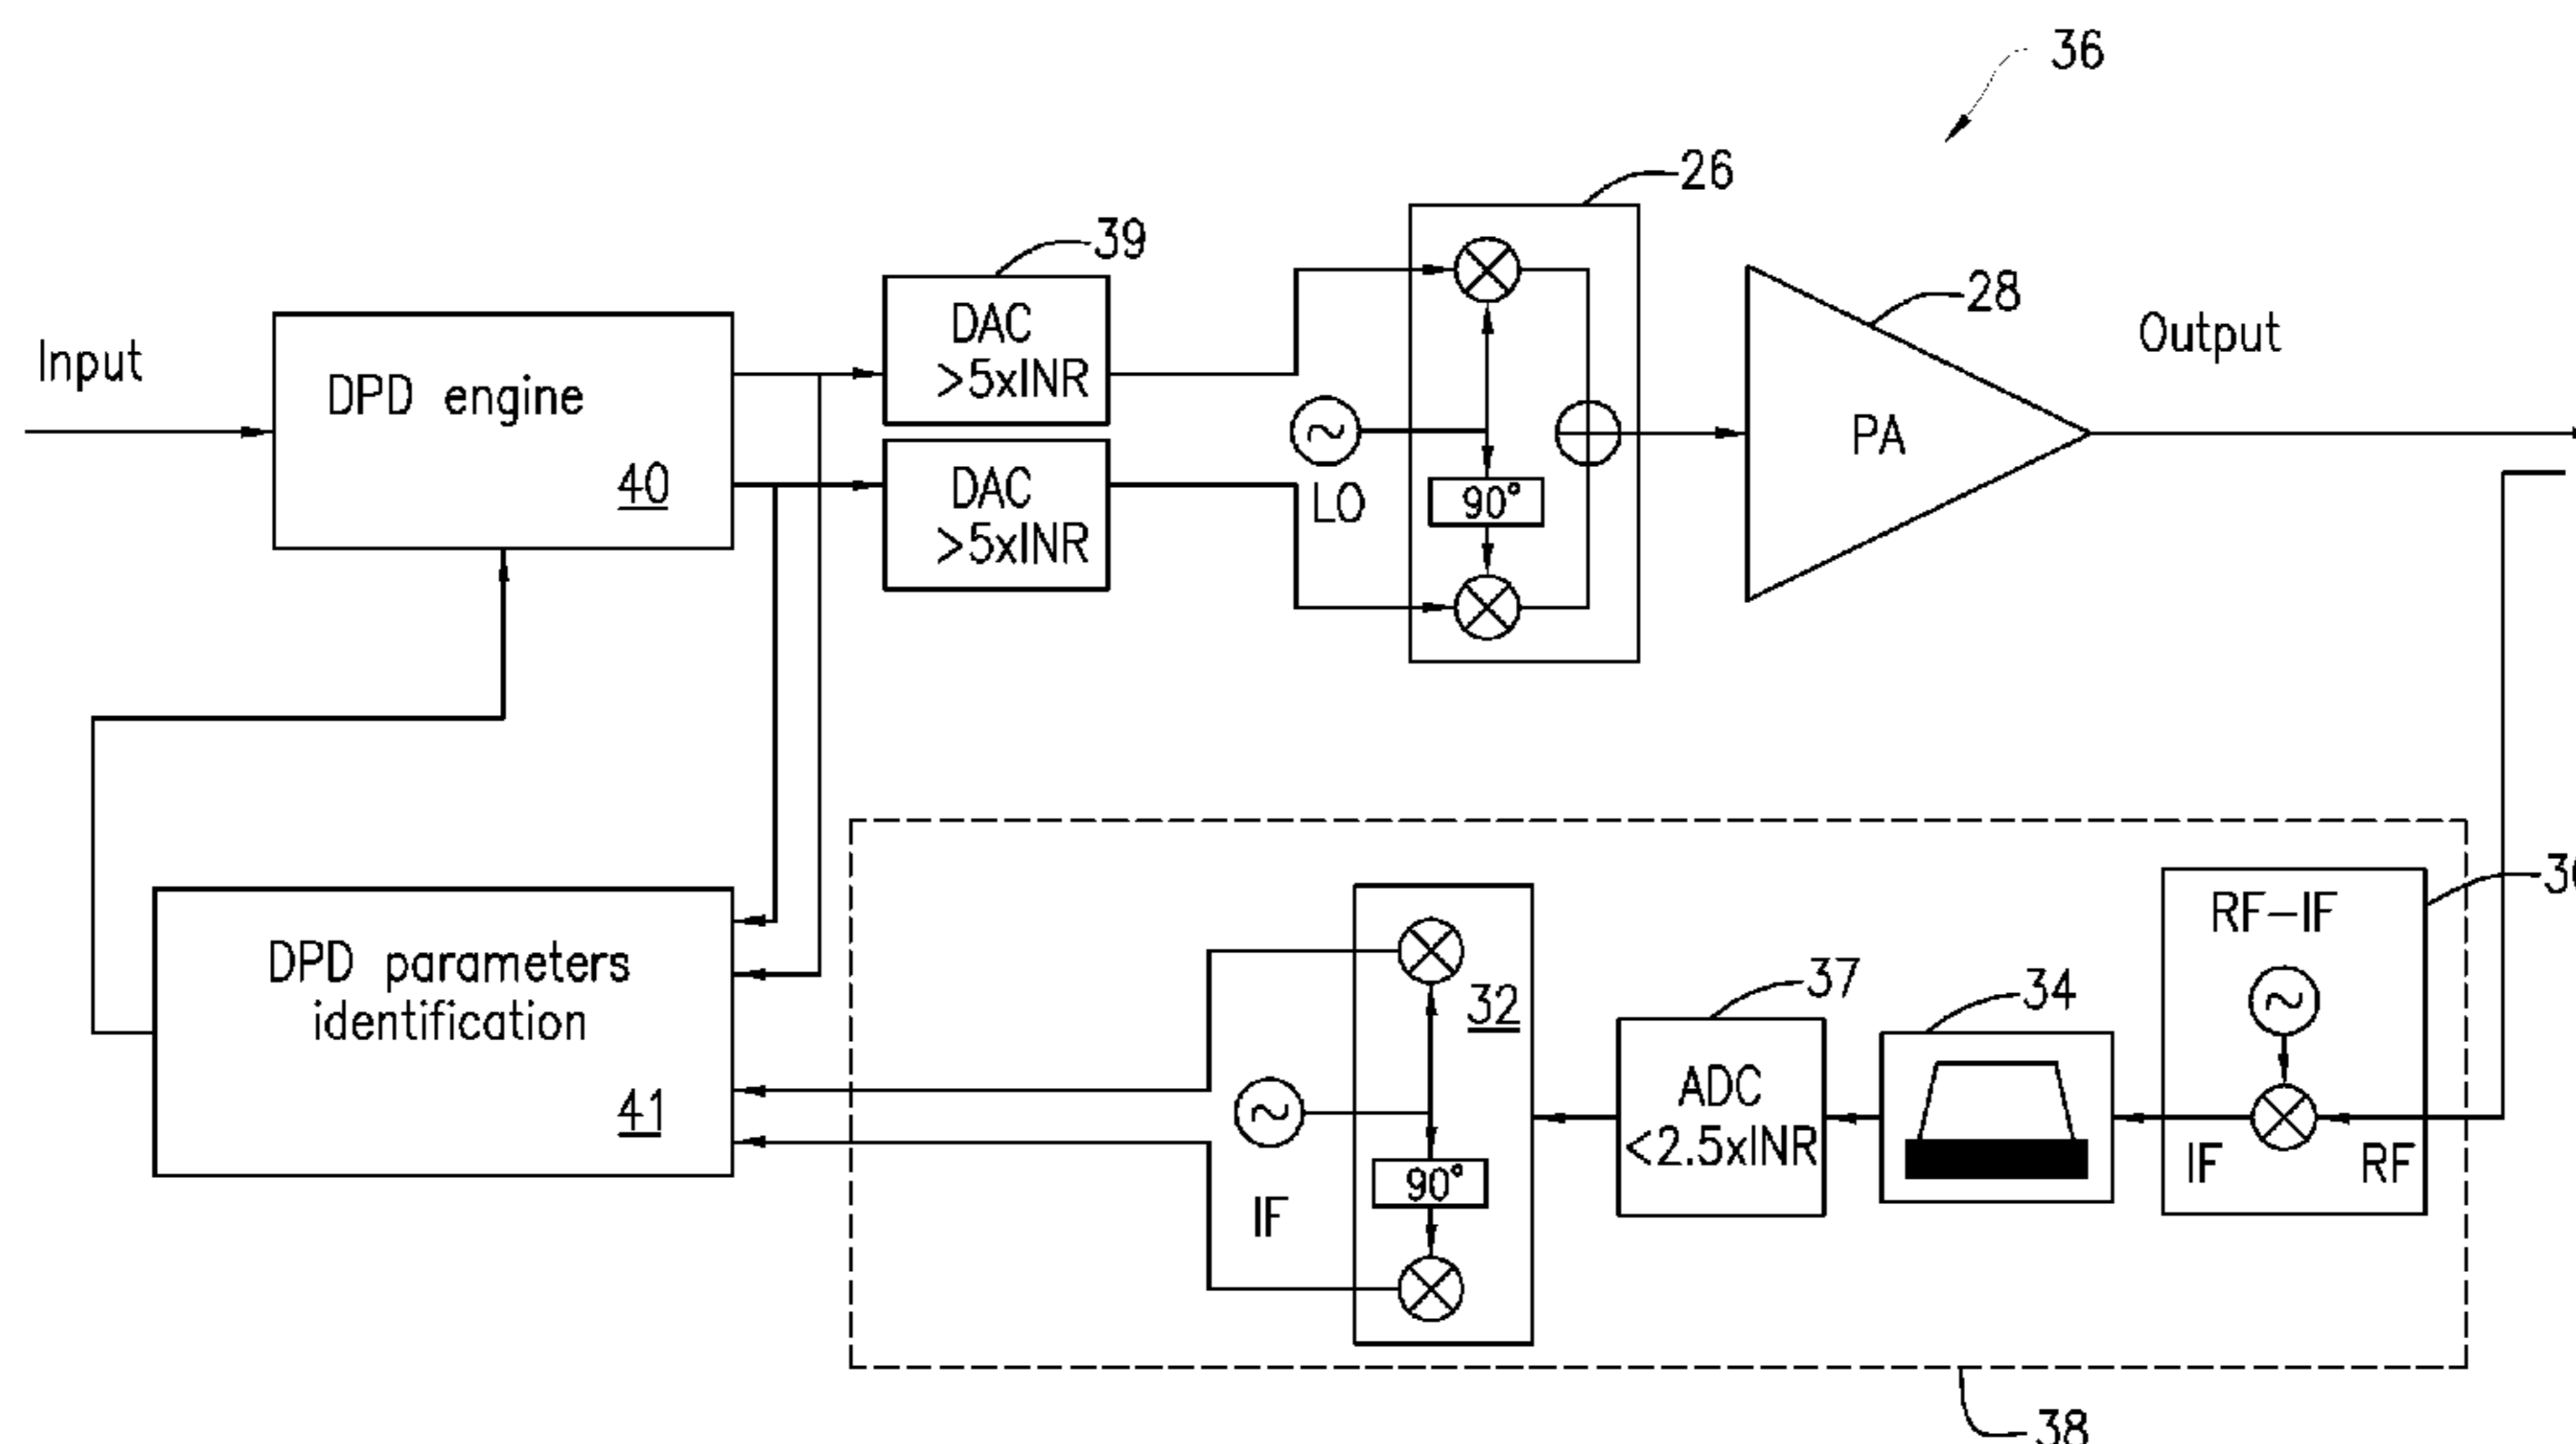 36
26
39
28
Input
DPD engine
40
DAC
>5xINR
DAC
>5xINR
LO
90°
PA
Output
DPD parameters
identification
41
IF
32
90°
37
ADC
<2.5xINR
34
RF-IF
IF
RF
38